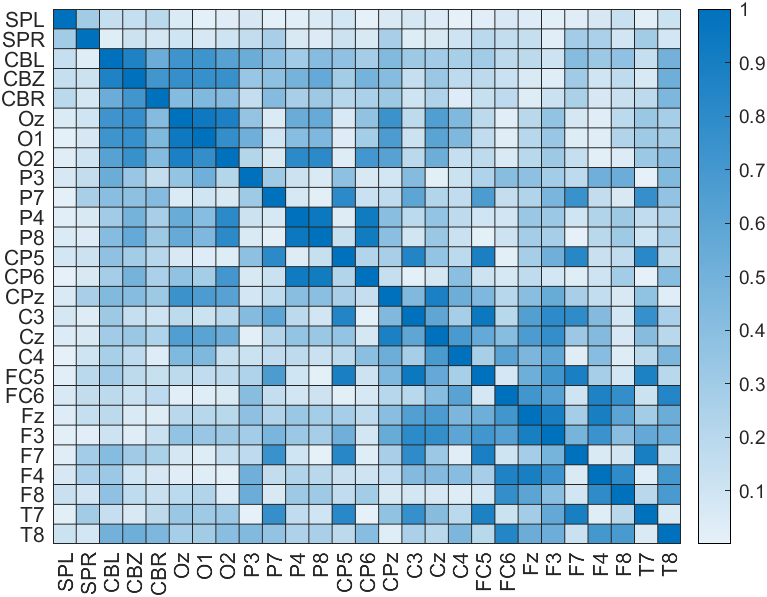 SPL
SPR
CBL
CBZ
CBR
Oz
O1
O2
P3
P7
P4
P8
CP5
CP6
CPz
C3
Cz
C4
FC5
FC6
Fz
F3
F7
F4
F8
T7
T8
SPL SPR CBL CBZ CBR Oz O1 O2 P3 P7 P4 P8 CP5 CP6 CPz C3 Cz C4 FC5 FC6 Fz F3 F7 F4 F8 T7 T8
1
0.9
0.8
0.7
0.6
0.5
0.4
0.3
0.2
0.1